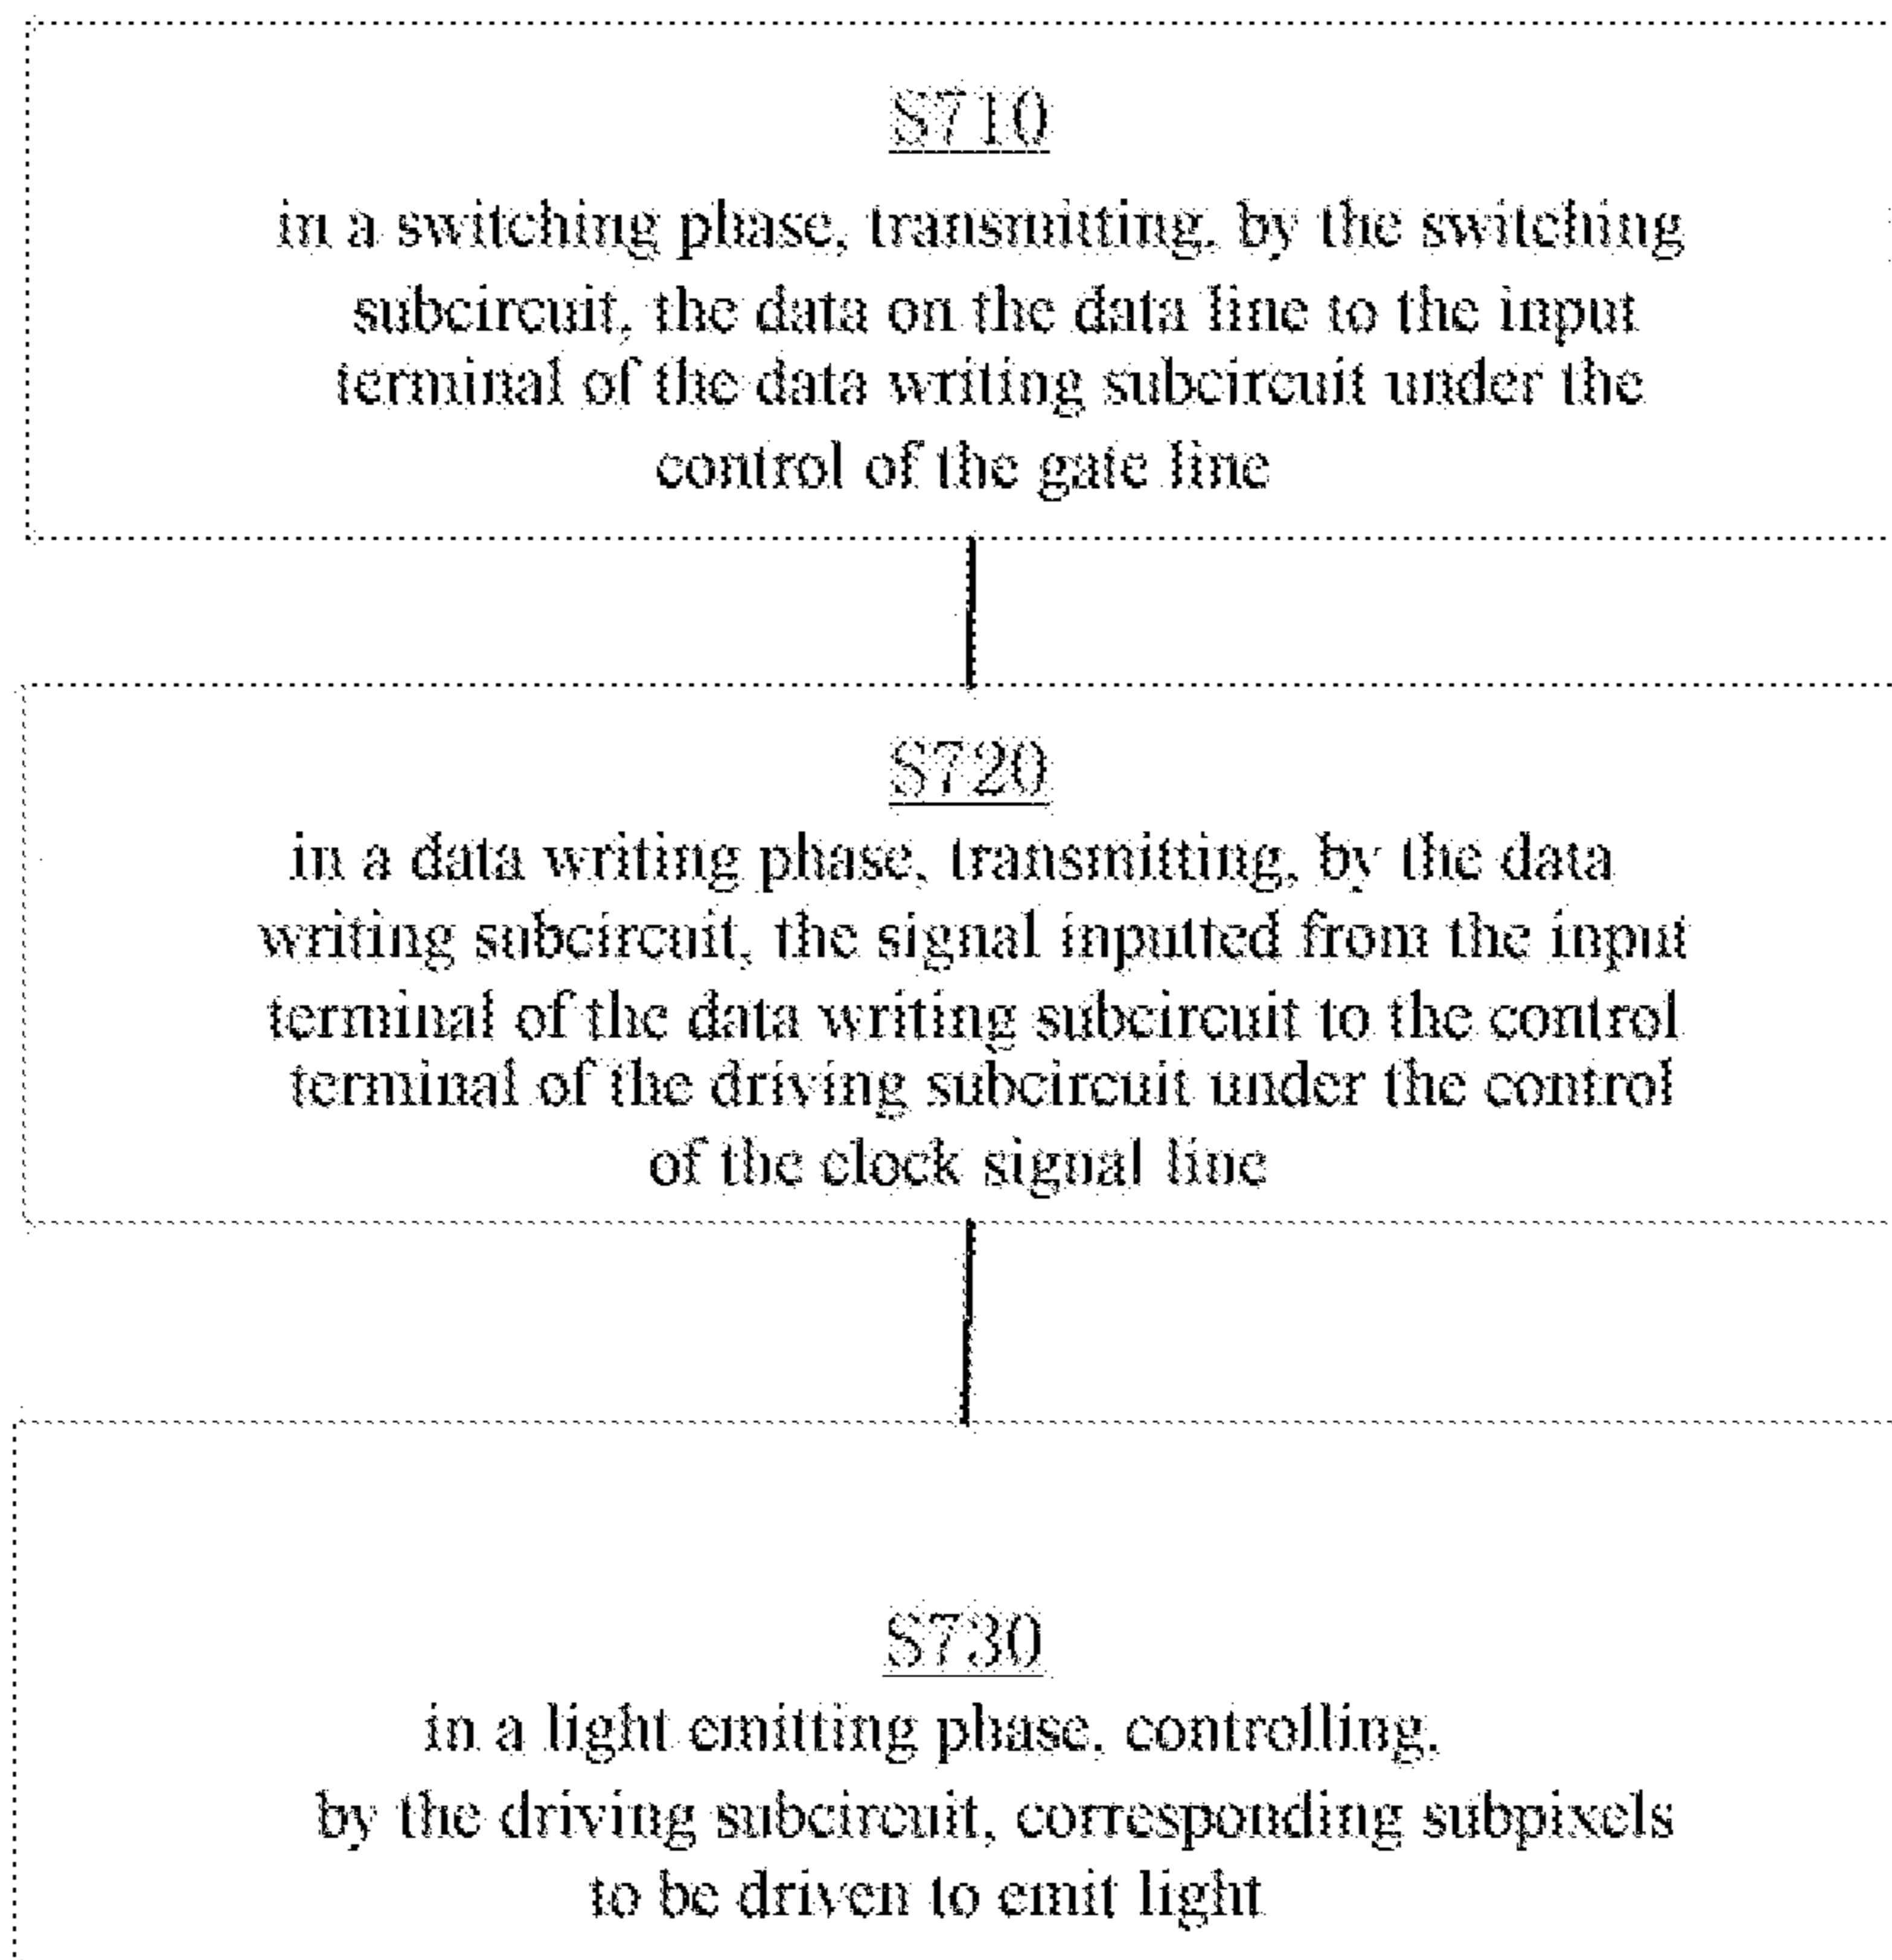 S710
in a switching phase, transmitting, by the switching
subcircuit, the data on the data line to the input
terminal of the data writing subcircuit under the
control of the gate line
S720
in a data writing phase, transmitting, by the data
writing subcircuit, the signal inputted from the input
terminal of the data writing subcircuit to the control
terminal of the driving subcircuit under the control
of the clock signal line
S730
in a light emitting phase, controlling,
by the driving subcircuit, corresponding subpixels
to be driven to emit light